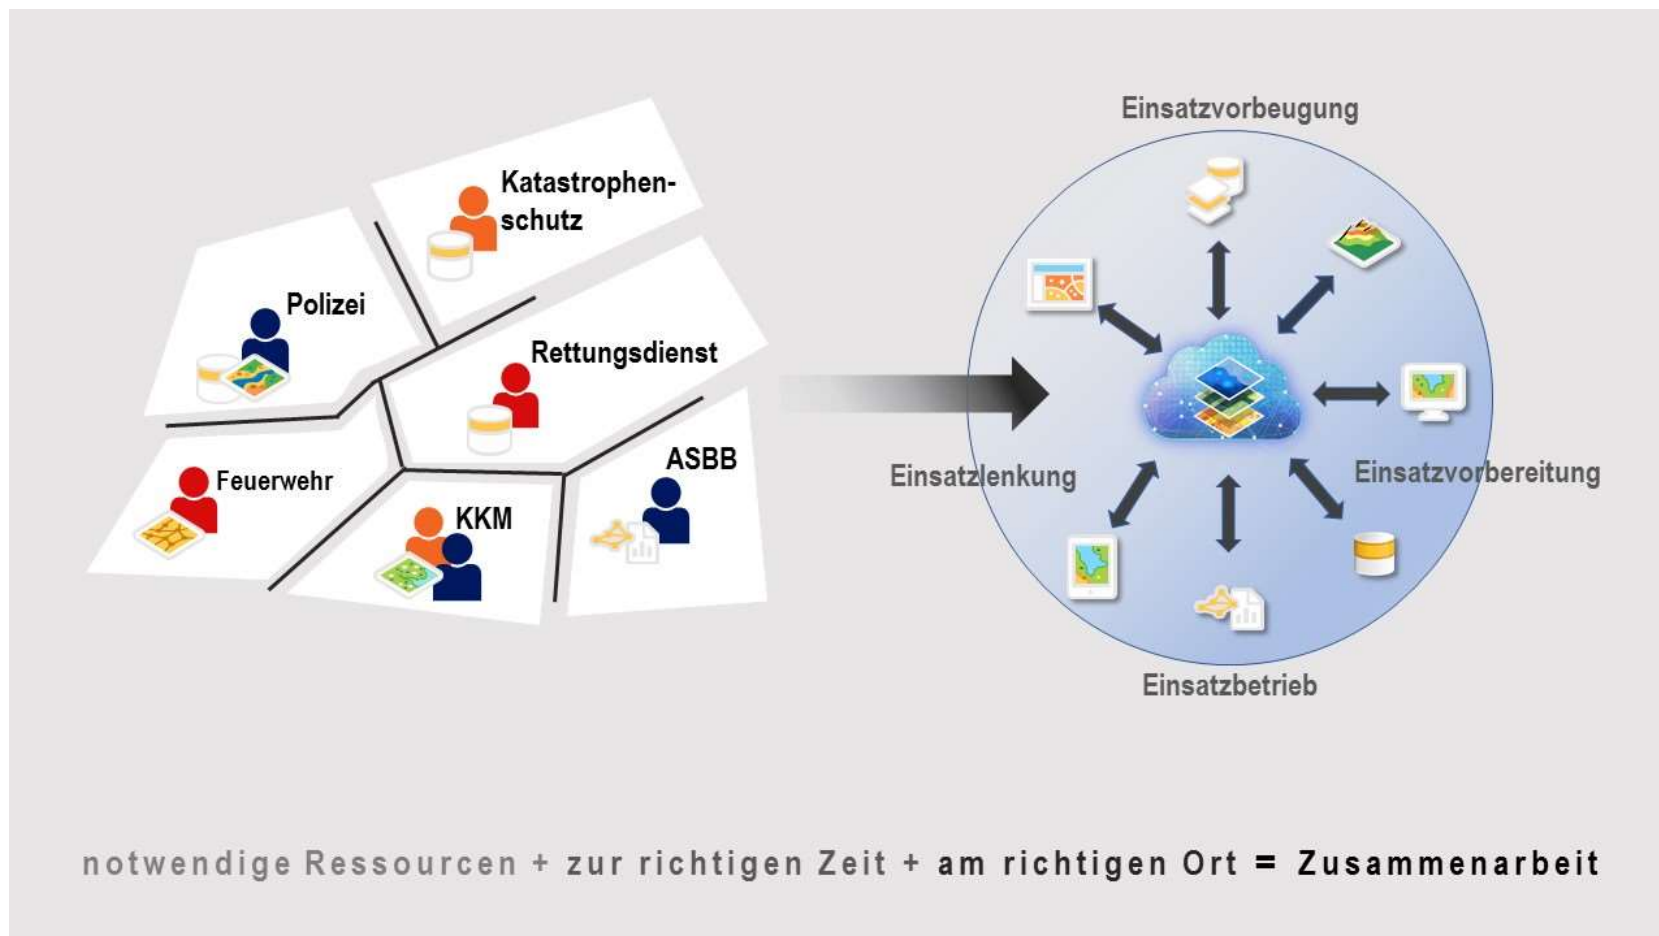 Katastrophen-
schutz
Polizei
Rettungsdienst
Feuerwehr
KKM
ASBB
Einsatzvorbeugung
Einsatzlenkung
Einsatzvorbereitung
Einsatzbetrieb
notwendige Ressourcen + zur richtigen Zeit + am richtigen Ort = Zusammenarbeit